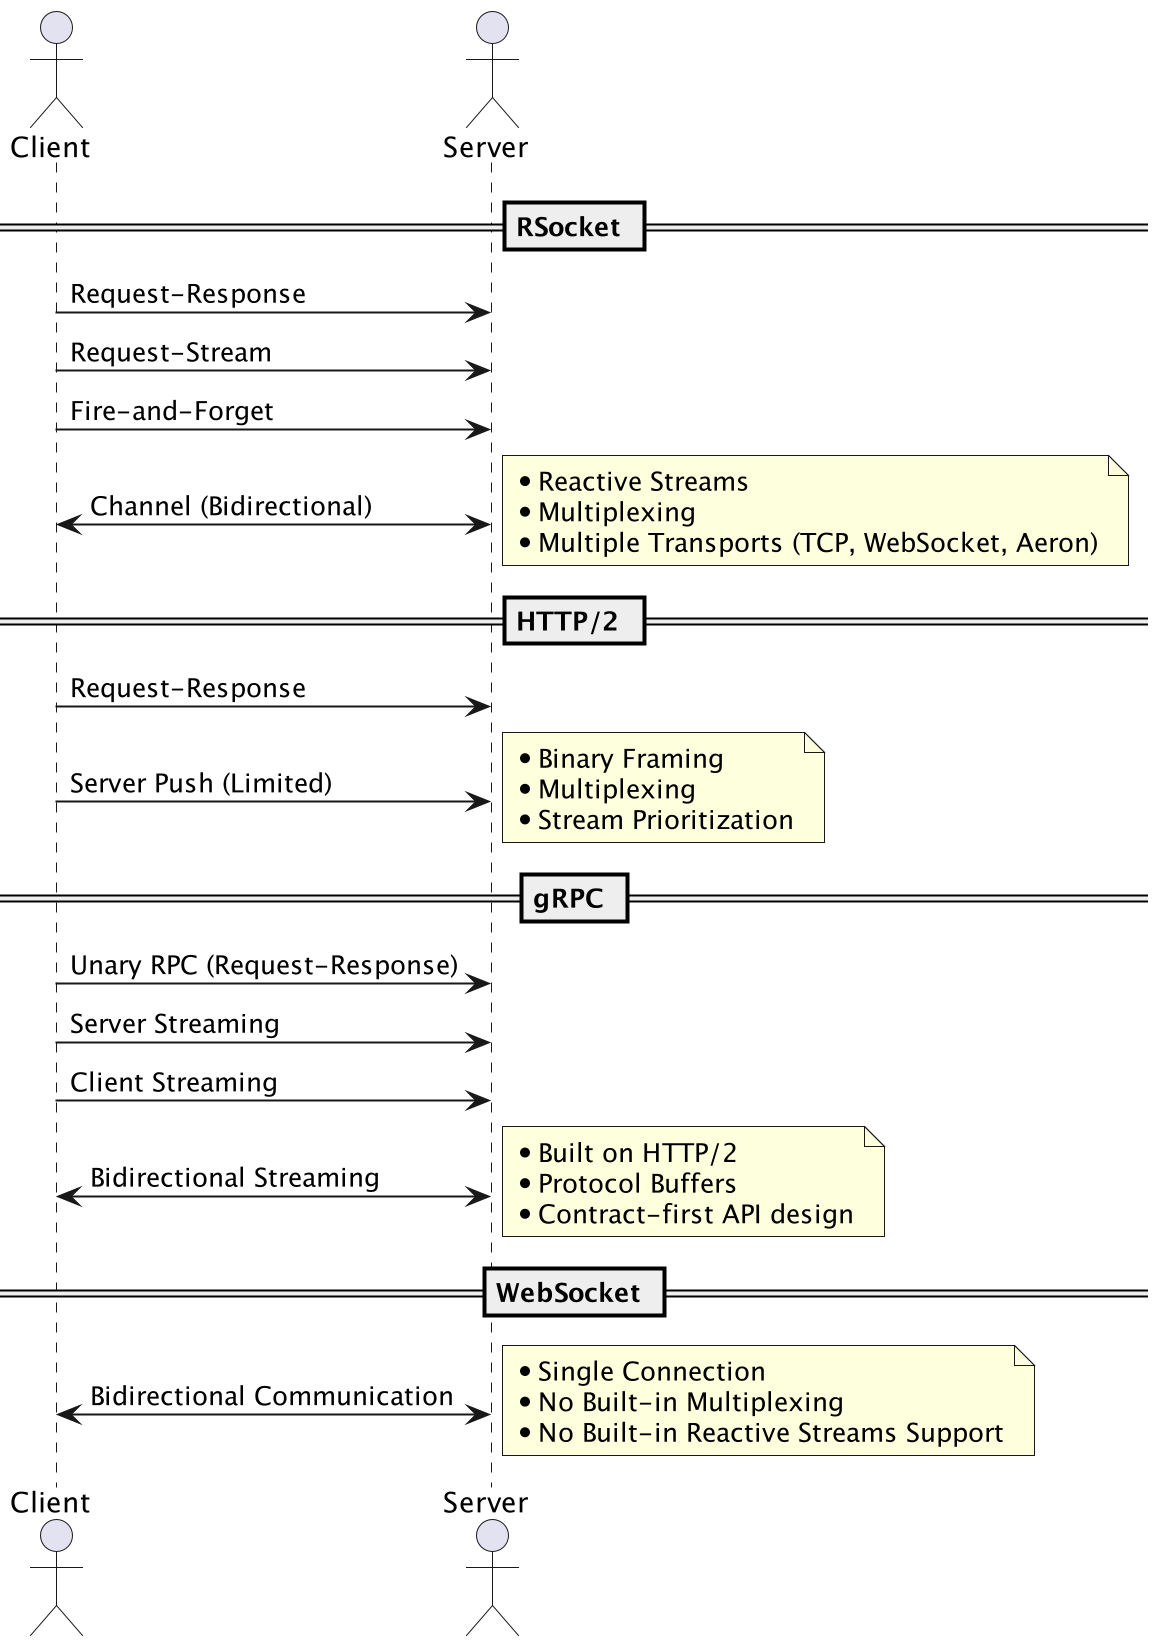 Client
Server
RSocket
Request-Response
Request-Stream
Fire-and-Forget
Channel (Bidirectional)
• Reactive Streams
• Multiplexing
• Multiple Transports (TCP, WebSocket, Aeron)
HTTP/2
Request-Response
Server Push (Limited)
• Binary Framing
• Multiplexing
• Stream Prioritization
gRPC
Unary RPC (Request-Response)
Server Streaming
Client Streaming
Bidirectional Streaming
• Built on HTTP/2
• Protocol Buffers
• Contract-first API design
WebSocket
Bidirectional Communication
• Single Connection
• No Built-in Multiplexing
• No Built-in Reactive Streams Support
Client
Server